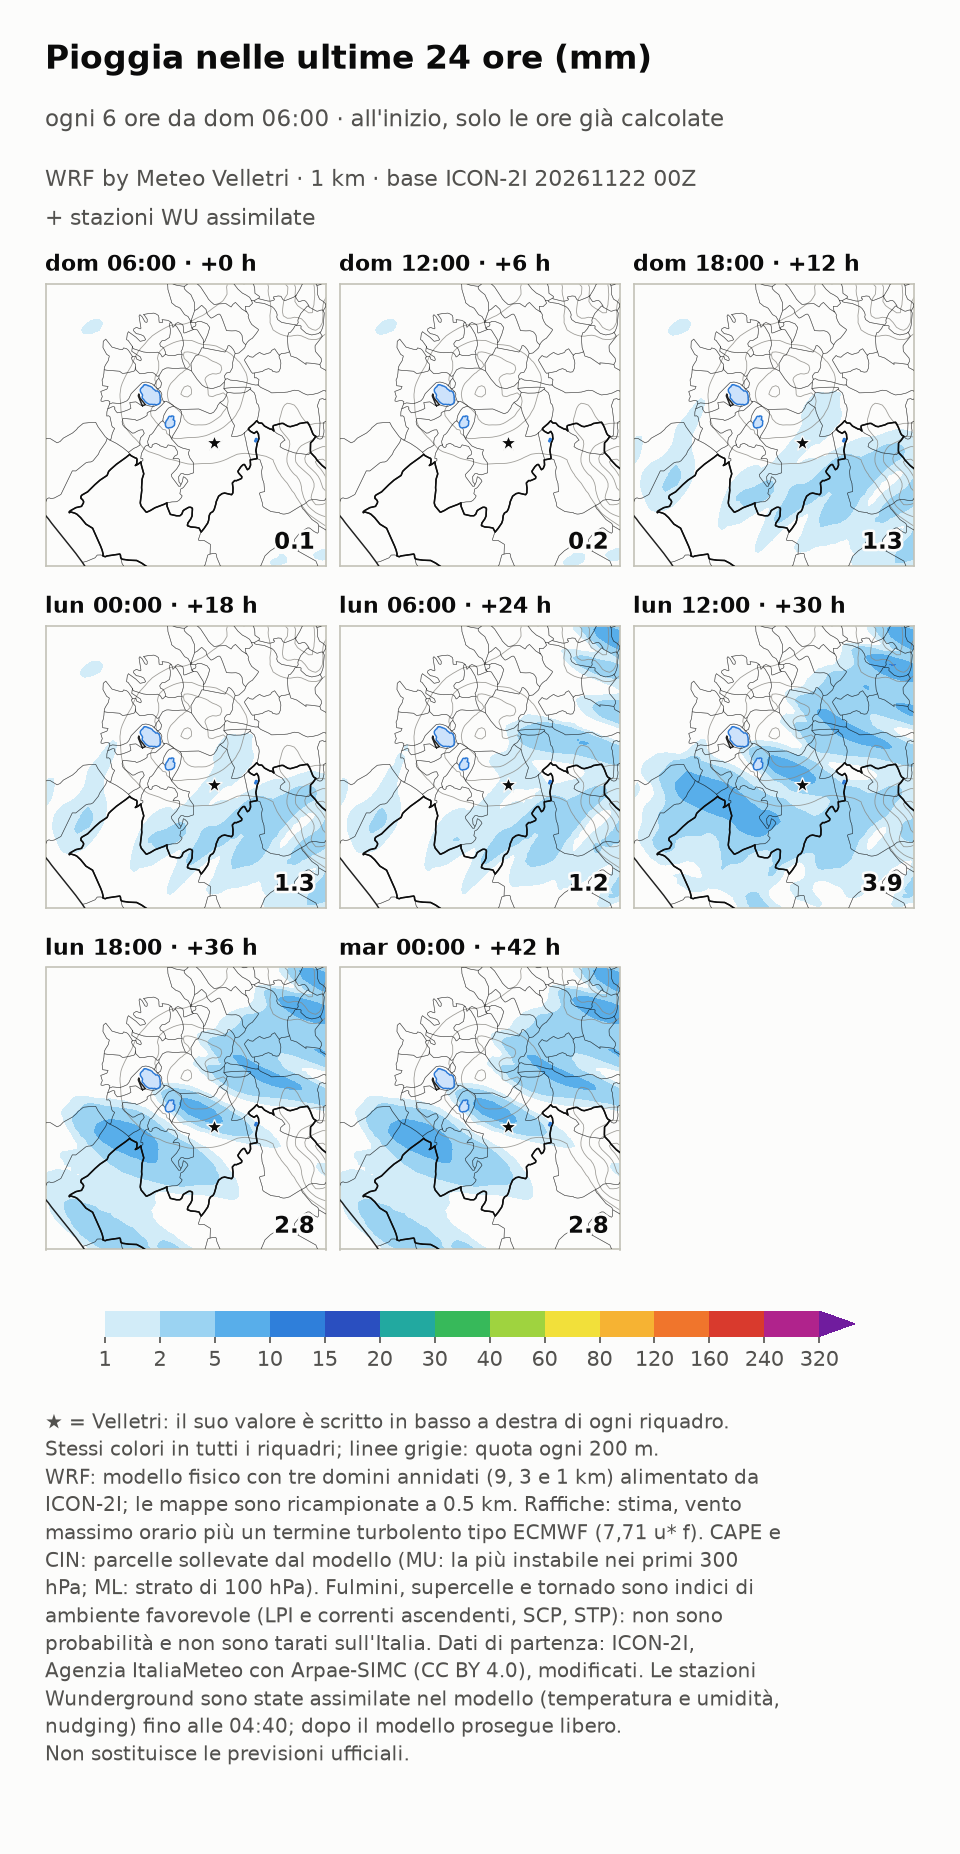 Pioggia nelle ultime 24 ore (mm)
ogni 6 ore da dom 06:00 · all'inizio, solo le ore già calcolate
WRF by Meteo Velletri · 1 km · base ICON-2I 20261122 00Z
+ stazioni WU assimilate
dom 06:00 · +0 h
dom 12:00 · +6 h
dom 18:00 · +12 h
0.1
0.2
1.3
lun 00:00 · +18 h
lun 06:00 · +24 h
lun 12:00 · +30 h
1.3
1.2
3.9
lun 18:00 · +36 h
mar 00:00 · +42 h
2.8
2.8
1 2 5 10 15 20 30 40 60 80 120 160 240 320
★ = Velletri: il suo valore è scritto in basso a destra di ogni riquadro.
Stessi colori in tutti i riquadri; linee grigie: quota ogni 200 m.
WRF: modello fisico con tre domini annidati (9, 3 e 1 km) alimentato da
ICON-2I; le mappe sono ricampionate a 0.5 km. Raffiche: stima, vento
massimo orario più un termine turbolento tipo ECMWF (7,71 u* f). CAPE e
CIN: parcelle sollevate dal modello (MU: la più instabile nei primi 300
hPa; ML: strato di 100 hPa). Fulmini, supercelle e tornado sono indici di
ambiente favorevole (LPI e correnti ascendenti, SCP, STP): non sono
probabilità e non sono tarati sull'Italia. Dati di partenza: ICON-2I,
Agenzia ItaliaMeteo con Arpae-SIMC (CC BY 4.0), modificati. Le stazioni
Wunderground sono state assimilate nel modello (temperatura e umidità,
nudging) fino alle 04:40; dopo il modello prosegue libero.
Non sostituisce le previsioni ufficiali.